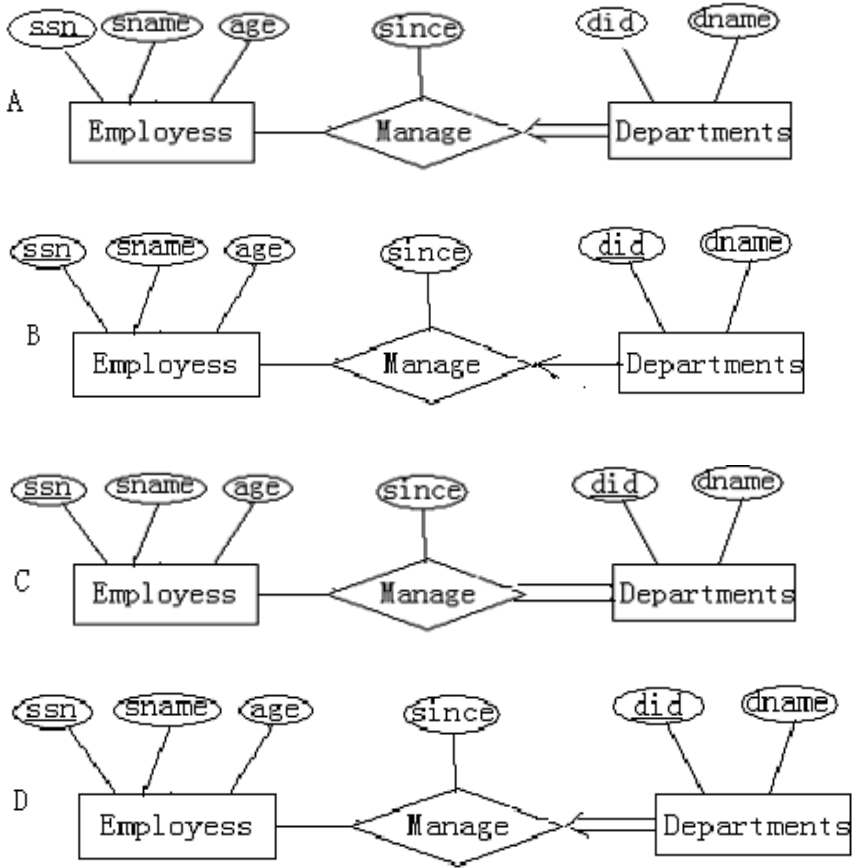 ssn sname age since did dname
A Employess Manage Departments
ssn sname age since did dname
B Employess Manage Departments
ssn sname age since did dname
C Employess Manage Departments
ssn sname age since did dname
D Employess Manage Departments